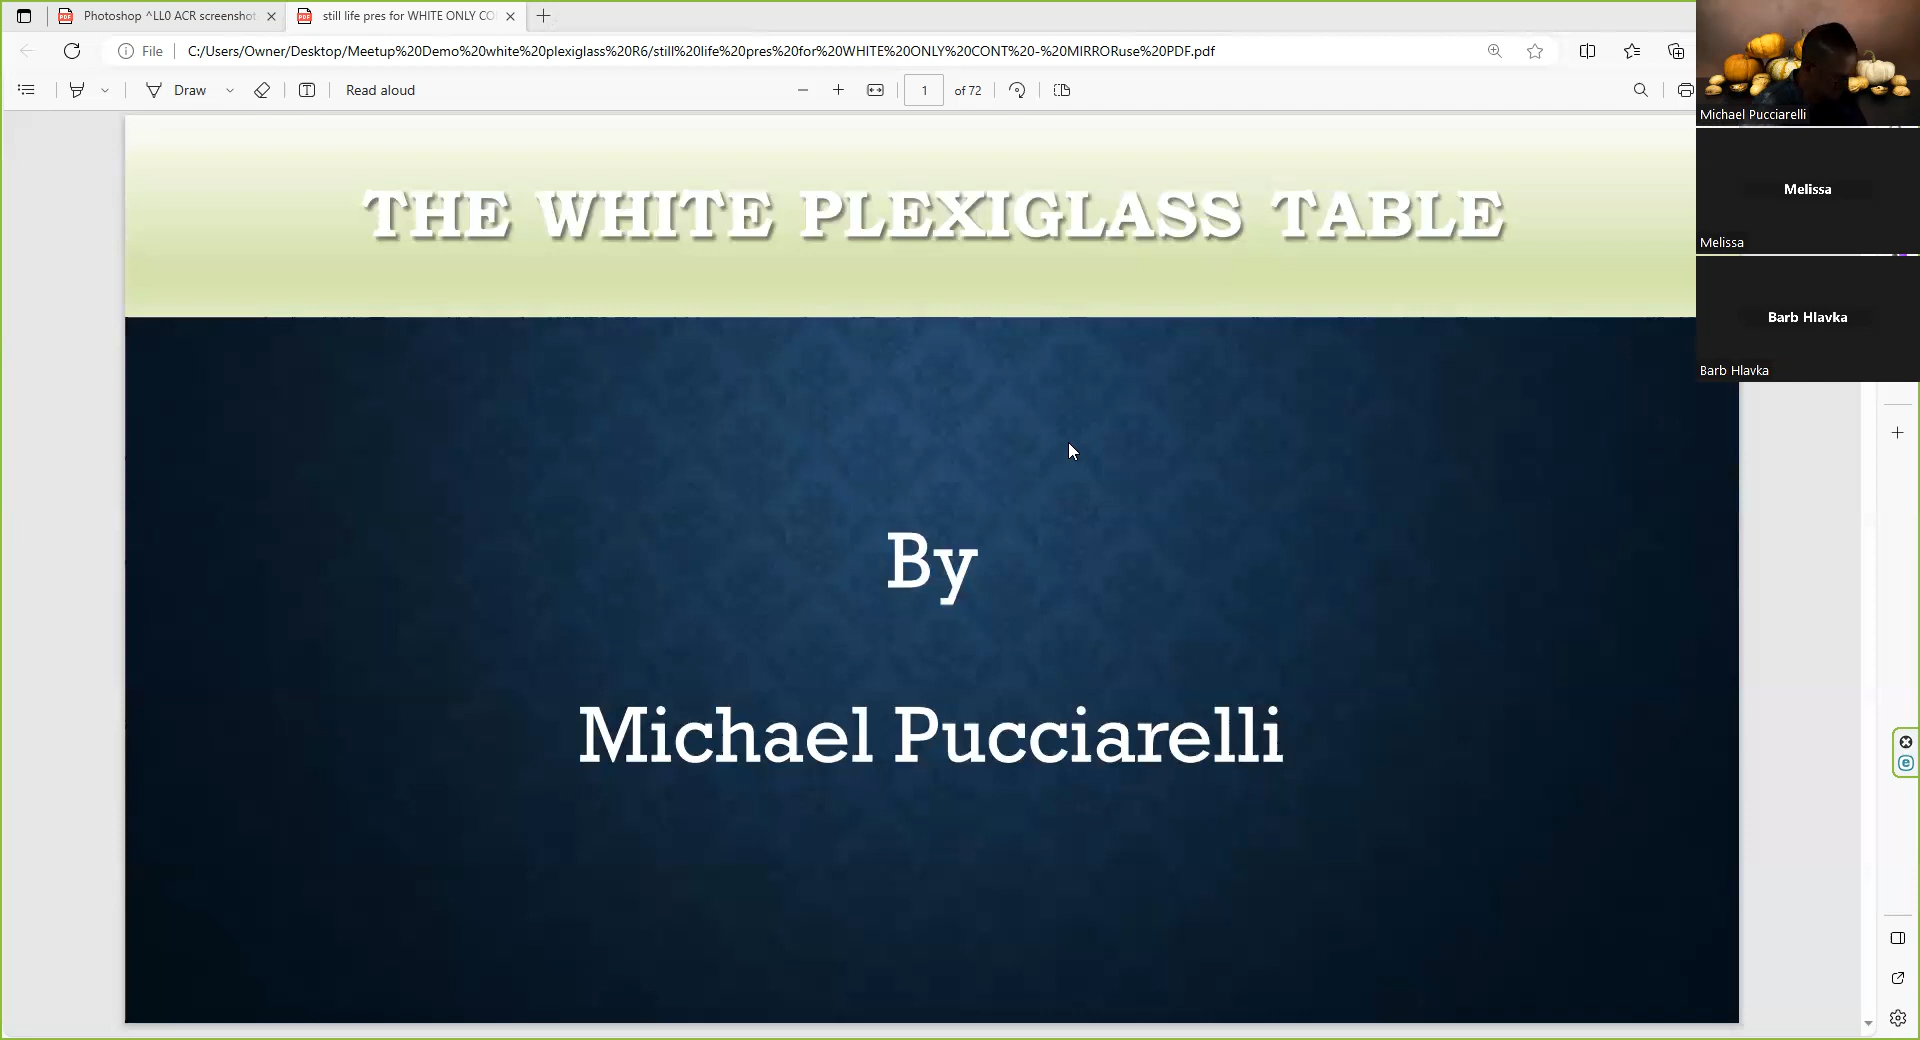 Photoshop ^LL0 ACR screenshot
still life pres for WHITE ONLY CO
File
C:/Users/Owner/Desktop/Meetup%20Demo%20white%20plexiglass%20R6/still%20life%20pres%20for%20WHITE%20ONLY%20CONT%20-%20MIRRORuse%20PDF.pdf
Draw
Read aloud
1
of 72
THE WHITE PLEXIGLASS TABLE
By
Michael Pucciarelli
Michael Pucciarelli
Melissa
Melissa
Barb Hlavka
Barb Hlavka